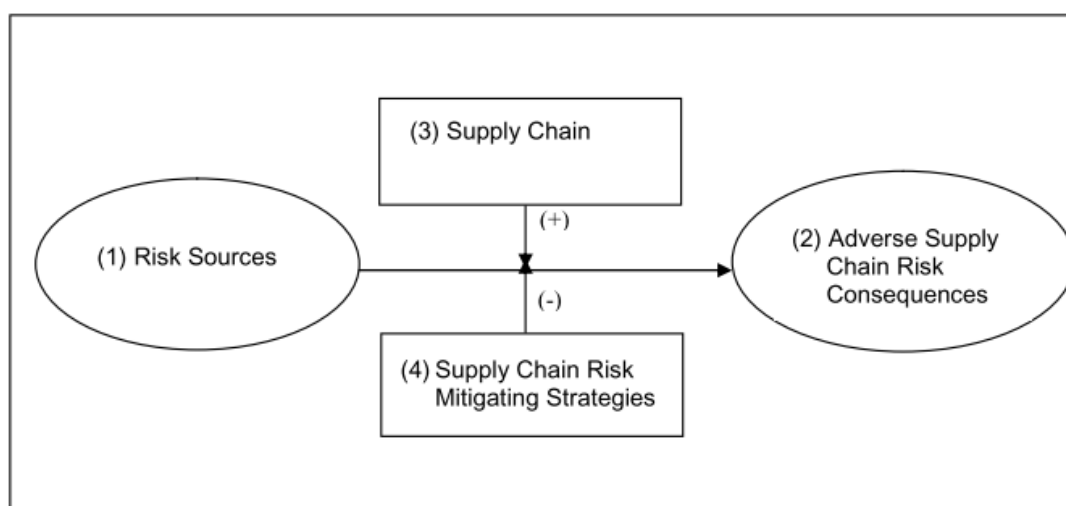 (3) Supply Chain
(+)
(1) Risk Sources
(2) Adverse Supply
Chain Risk
Consequences
(-)
(4) Supply Chain Risk
Mitigating Strategies